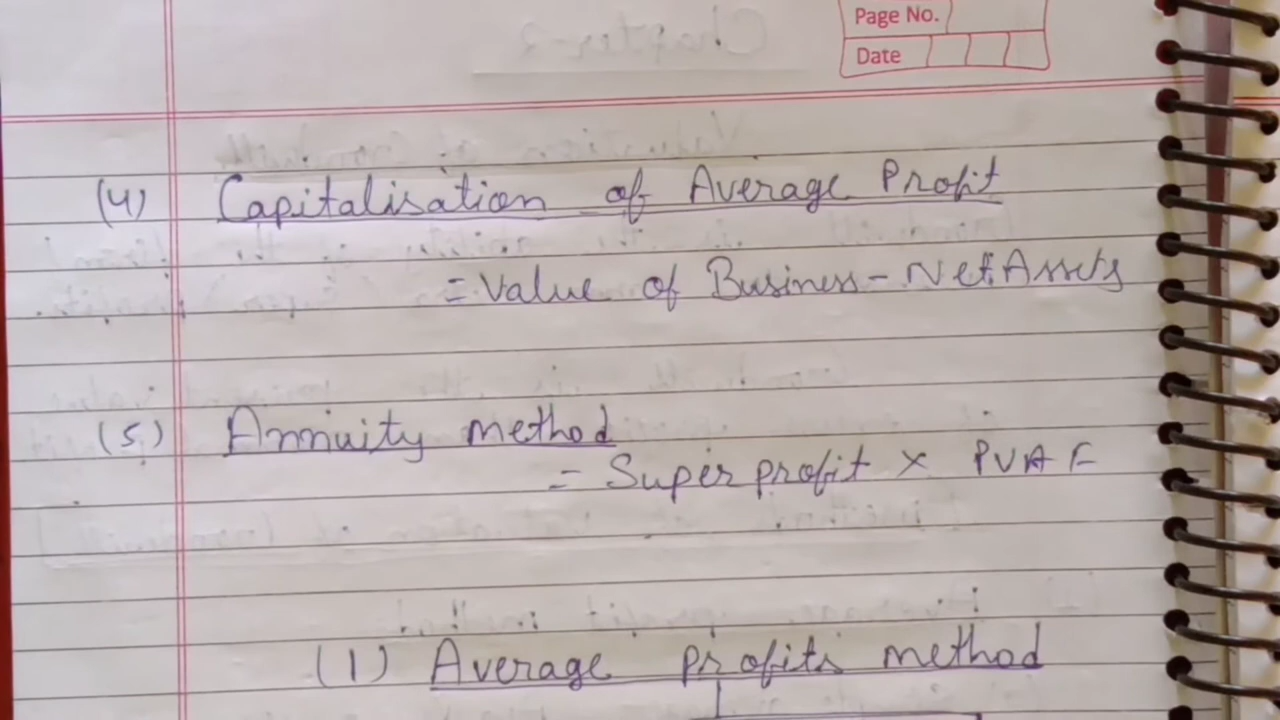 Page No.
Date
(4) Capitalisation of Average Profit
= Value of Business - Net Assets
(5) Annuity method
= Super profit × PVAF
(1) Average profits method